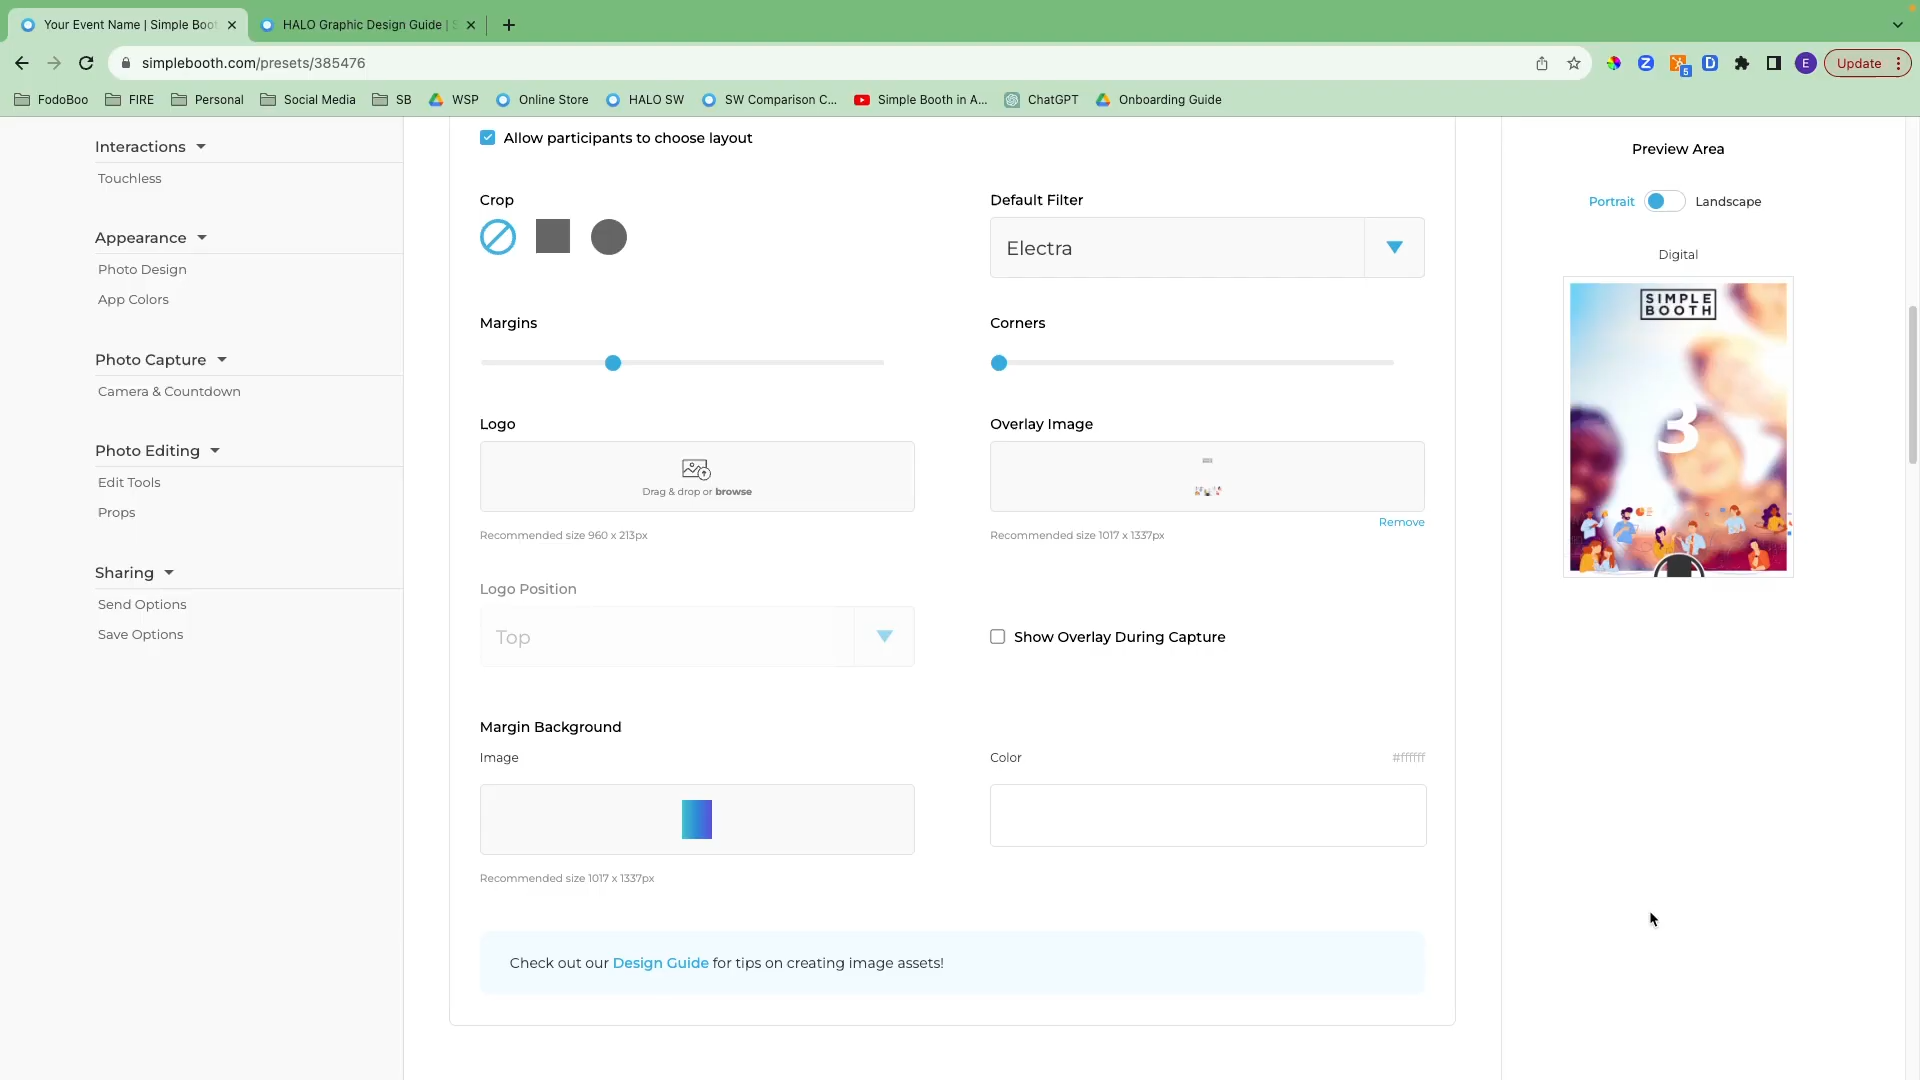 Your Event Name | Simple Boo
HALO Graphic Design Guide |
simplebooth.com/presets/385476
5
E
Update
FodoBoo
FIRE
Personal
Social Media
SB
WSP
Online Store
HALO SW
SW Comparison C...
Simple Booth in A...
ChatGPT
Onboarding Guide
Interactions
Touchless
Appearance
Photo Design
App Colors
Photo Capture
Camera & Countdown
Photo Editing
Edit Tools
Props
Sharing
Send Options
Save Options
Allow participants to choose layout
Crop
Default Filter
Electra
Margins
Corners
Logo
Drag & drop or browse
Recommended size 960 x 213px
Overlay Image
Remove
Recommended size 1017 x 1337px
Logo Position
Top
Show Overlay During Capture
Margin Background
Image
Color
#ffffff
Recommended size 1017 x 1337px
Check out our Design Guide for tips on creating image assets!
Preview Area
Portrait
Landscape
Digital
SIMPLE
BOOTH
3